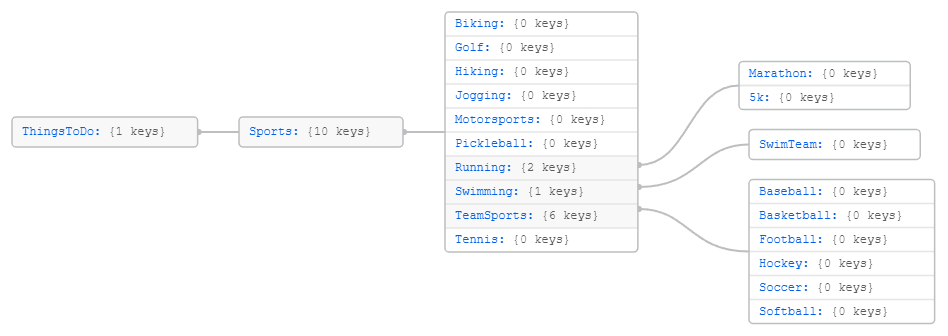 ThingsToDo: {1 keys}
Sports: {10 keys}
Biking: {0 keys}
Golf: {0 keys}
Hiking: {0 keys}
Jogging: {0 keys}
Motorsports: {0 keys}
Pickleball: {0 keys}
Running: {2 keys}
Swimming: {1 keys}
TeamSports: {6 keys}
Tennis: {0 keys}
Marathon: {0 keys}
5k: {0 keys}
SwimTeam: {0 keys}
Baseball: {0 keys}
Basketball: {0 keys}
Football: {0 keys}
Hockey: {0 keys}
Soccer: {0 keys}
Softball: {0 keys}